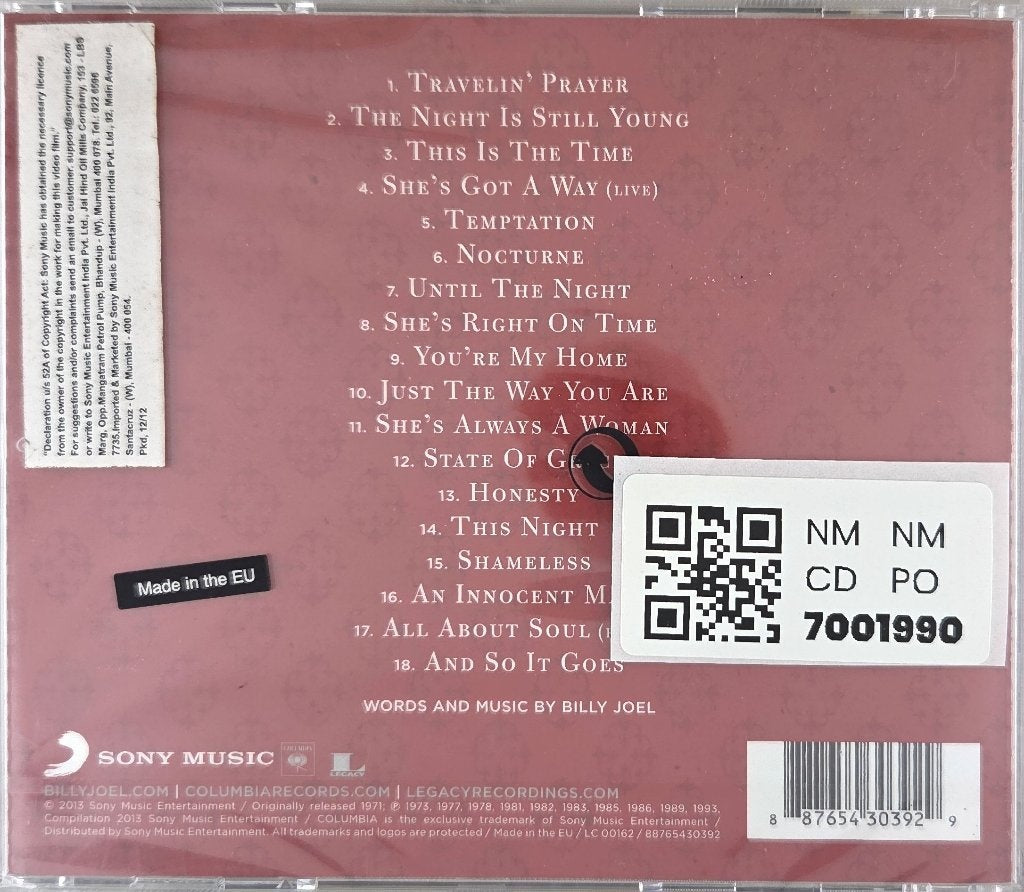 "Declaration u/s 52A of Copyright Act: Sony Music has obtained the necessary licence
from the owner of the copyright in the work for making this video film."
For suggestions and/or complaints send an email to customer. support@sonymusic.com
or write to Sony Music Entertainment India Pvt. Ltd., Jai Hind Oil Mills Company, 153 - LBS
Marg, Opp.Mangatram Petrol Pump, Bhandup - (W), Mumbai 400 078. Tel.: 022 6696
7735.Imported & Marketed by Sony Music Entertainment India Pvt. Ltd., 92, Main Avenue,
Santacruz - (W), Mumbai - 400 054.
Pkd, 12/12
1. TRAVELIN' PRAYER
2. THE NIGHT IS STILL YOUNG
3. THIS IS THE TIME
4. SHE'S GOT A WAY (LIVE)
5. TEMPTATION
6. NOCTURNE
7. UNTIL THE NIGHT
8. SHE'S RIGHT ON TIME
9. YOU'RE MY HOME
10. JUST THE WAY YOU ARE
11. SHE'S ALWAYS A WOMAN
12. STATE OF
13. HONESTY
14. THIS NIGHT
15. SHAMELESS
16. AN INNOCENT
17. ALL ABOUT SOUL
18. AND SO IT GOES
WORDS AND MUSIC BY BILLY JOEL
NM NM
CD PO
7001990
Made in the EU
SONY MUSIC
COLUMBIA
L
LEGACY
BILLYJOEL.COM | COLUMBIARECORDS.COM | LEGACYRECORDINGS.COM
© 2013 Sony Music Entertainment / Originally released 1971; ℗ 1973, 1977, 1978, 1981, 1982, 1983, 1985, 1986, 1989, 1993,
Compilation 2013 Sony Music Entertainment / COLUMBIA is the exclusive trademark of Sony Music Entertainment /
Distributed by Sony Music Entertainment. All trademarks and logos are protected / Made in the EU / LC 00162 / 88765430392
8 87654 30392 9